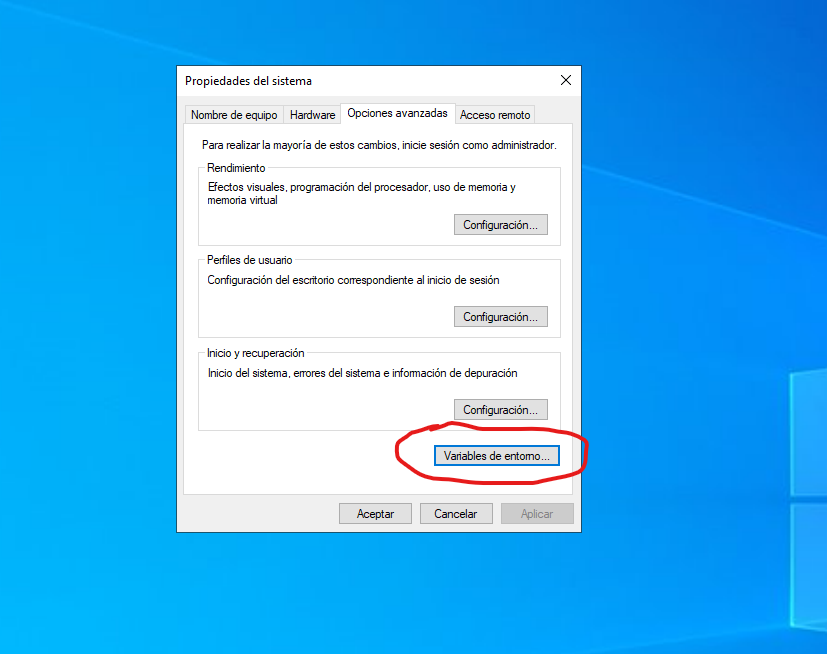 Propiedades del sistema
Nombre de equipo
Hardware
Opciones avanzadas
Acceso remoto
Para realizar la mayoría de estos cambios, inicie sesión como administrador.
Rendimiento
Efectos visuales, programación del procesador, uso de memoria y
memoria virtual
Configuración...
Perfiles de usuario
Configuración del escritorio correspondiente al inicio de sesión
Configuración...
Inicio y recuperación
Inicio del sistema, errores del sistema e información de depuración
Configuración...
Variables de entorno...
Aceptar
Cancelar
Aplicar